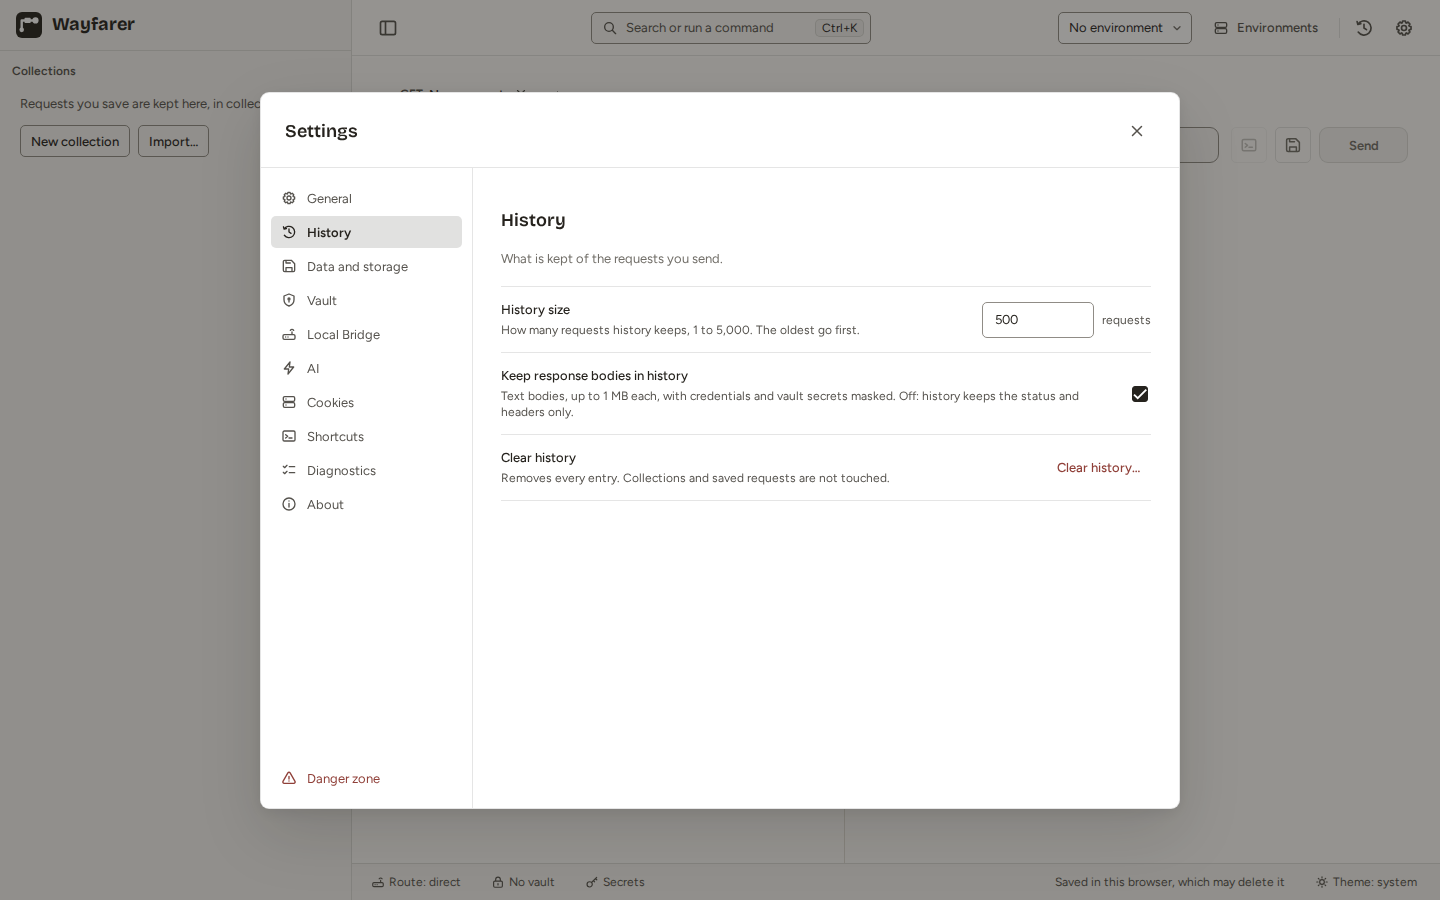 Wayfarer
Search or run a command
Ctrl+K
No environment
Environments
Collections
Requests you save are kept here, in collec
New collection
Import...
Send
Settings
General
History
Data and storage
Vault
Local Bridge
AI
Cookies
Shortcuts
Diagnostics
About
Danger zone
History
What is kept of the requests you send.
History size
How many requests history keeps, 1 to 5,000. The oldest go first.
500
requests
Keep response bodies in history
Text bodies, up to 1 MB each, with credentials and vault secrets masked. Off: history keeps the status and
headers only.
Clear history
Removes every entry. Collections and saved requests are not touched.
Clear history...
Route: direct
No vault
Secrets
Saved in this browser, which may delete it
Theme: system